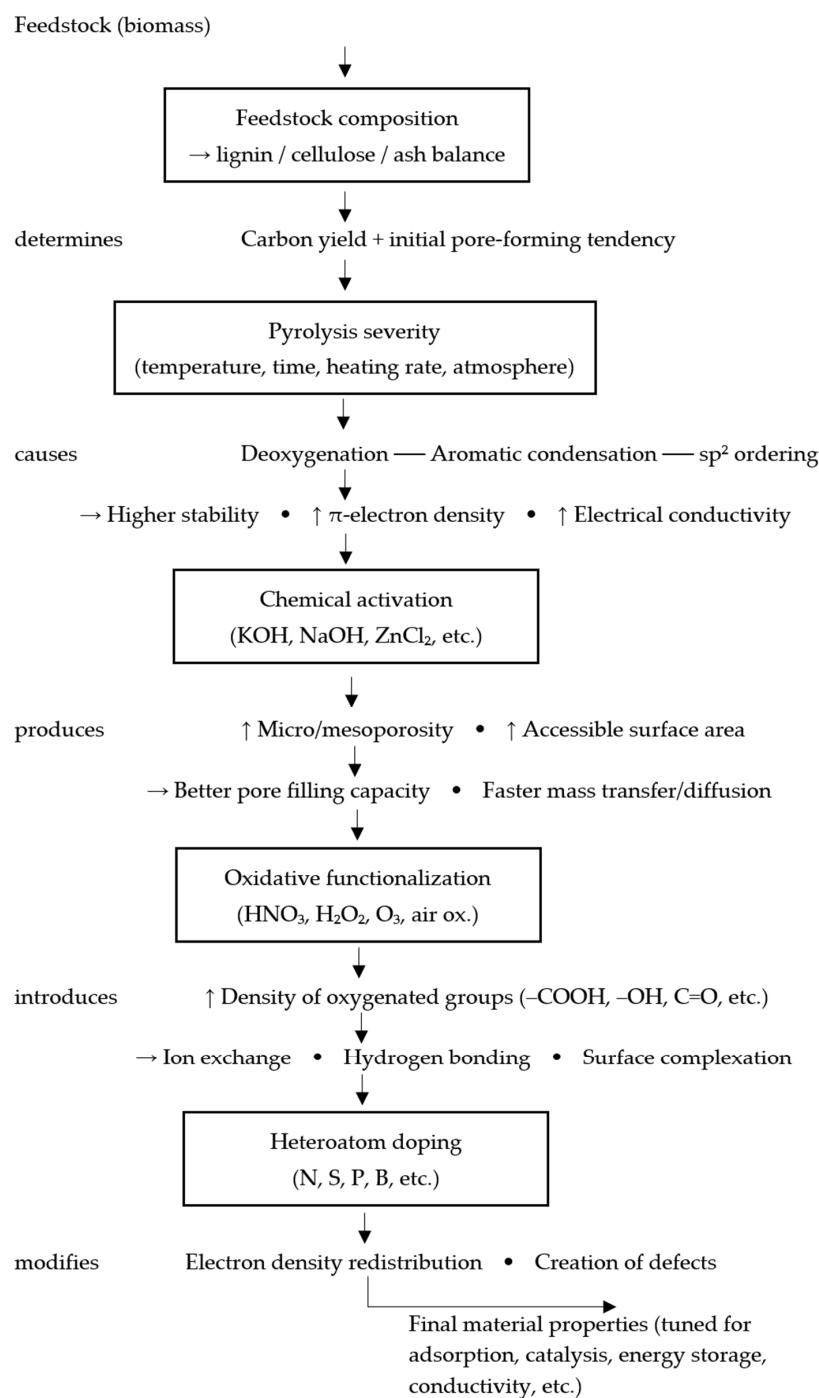 Feedstock (biomass)
Feedstock composition
→ lignin / cellulose / ash balance
determines Carbon yield + initial pore-forming tendency
Pyrolysis severity
(temperature, time, heating rate, atmosphere)
causes Deoxygenation — Aromatic condensation — sp² ordering
→ Higher stability • ↑ π-electron density • ↑ Electrical conductivity
Chemical activation
(KOH, NaOH, ZnCl₂, etc.)
produces ↑ Micro/mesoporosity • ↑ Accessible surface area
→ Better pore filling capacity • Faster mass transfer/diffusion
Oxidative functionalization
(HNO₃, H₂O₂, O₃, air ox.)
introduces ↑ Density of oxygenated groups (–COOH, –OH, C=O, etc.)
→ Ion exchange • Hydrogen bonding • Surface complexation
Heteroatom doping
(N, S, P, B, etc.)
modifies Electron density redistribution • Creation of defects
Final material properties (tuned for
adsorption, catalysis, energy storage,
conductivity, etc.)